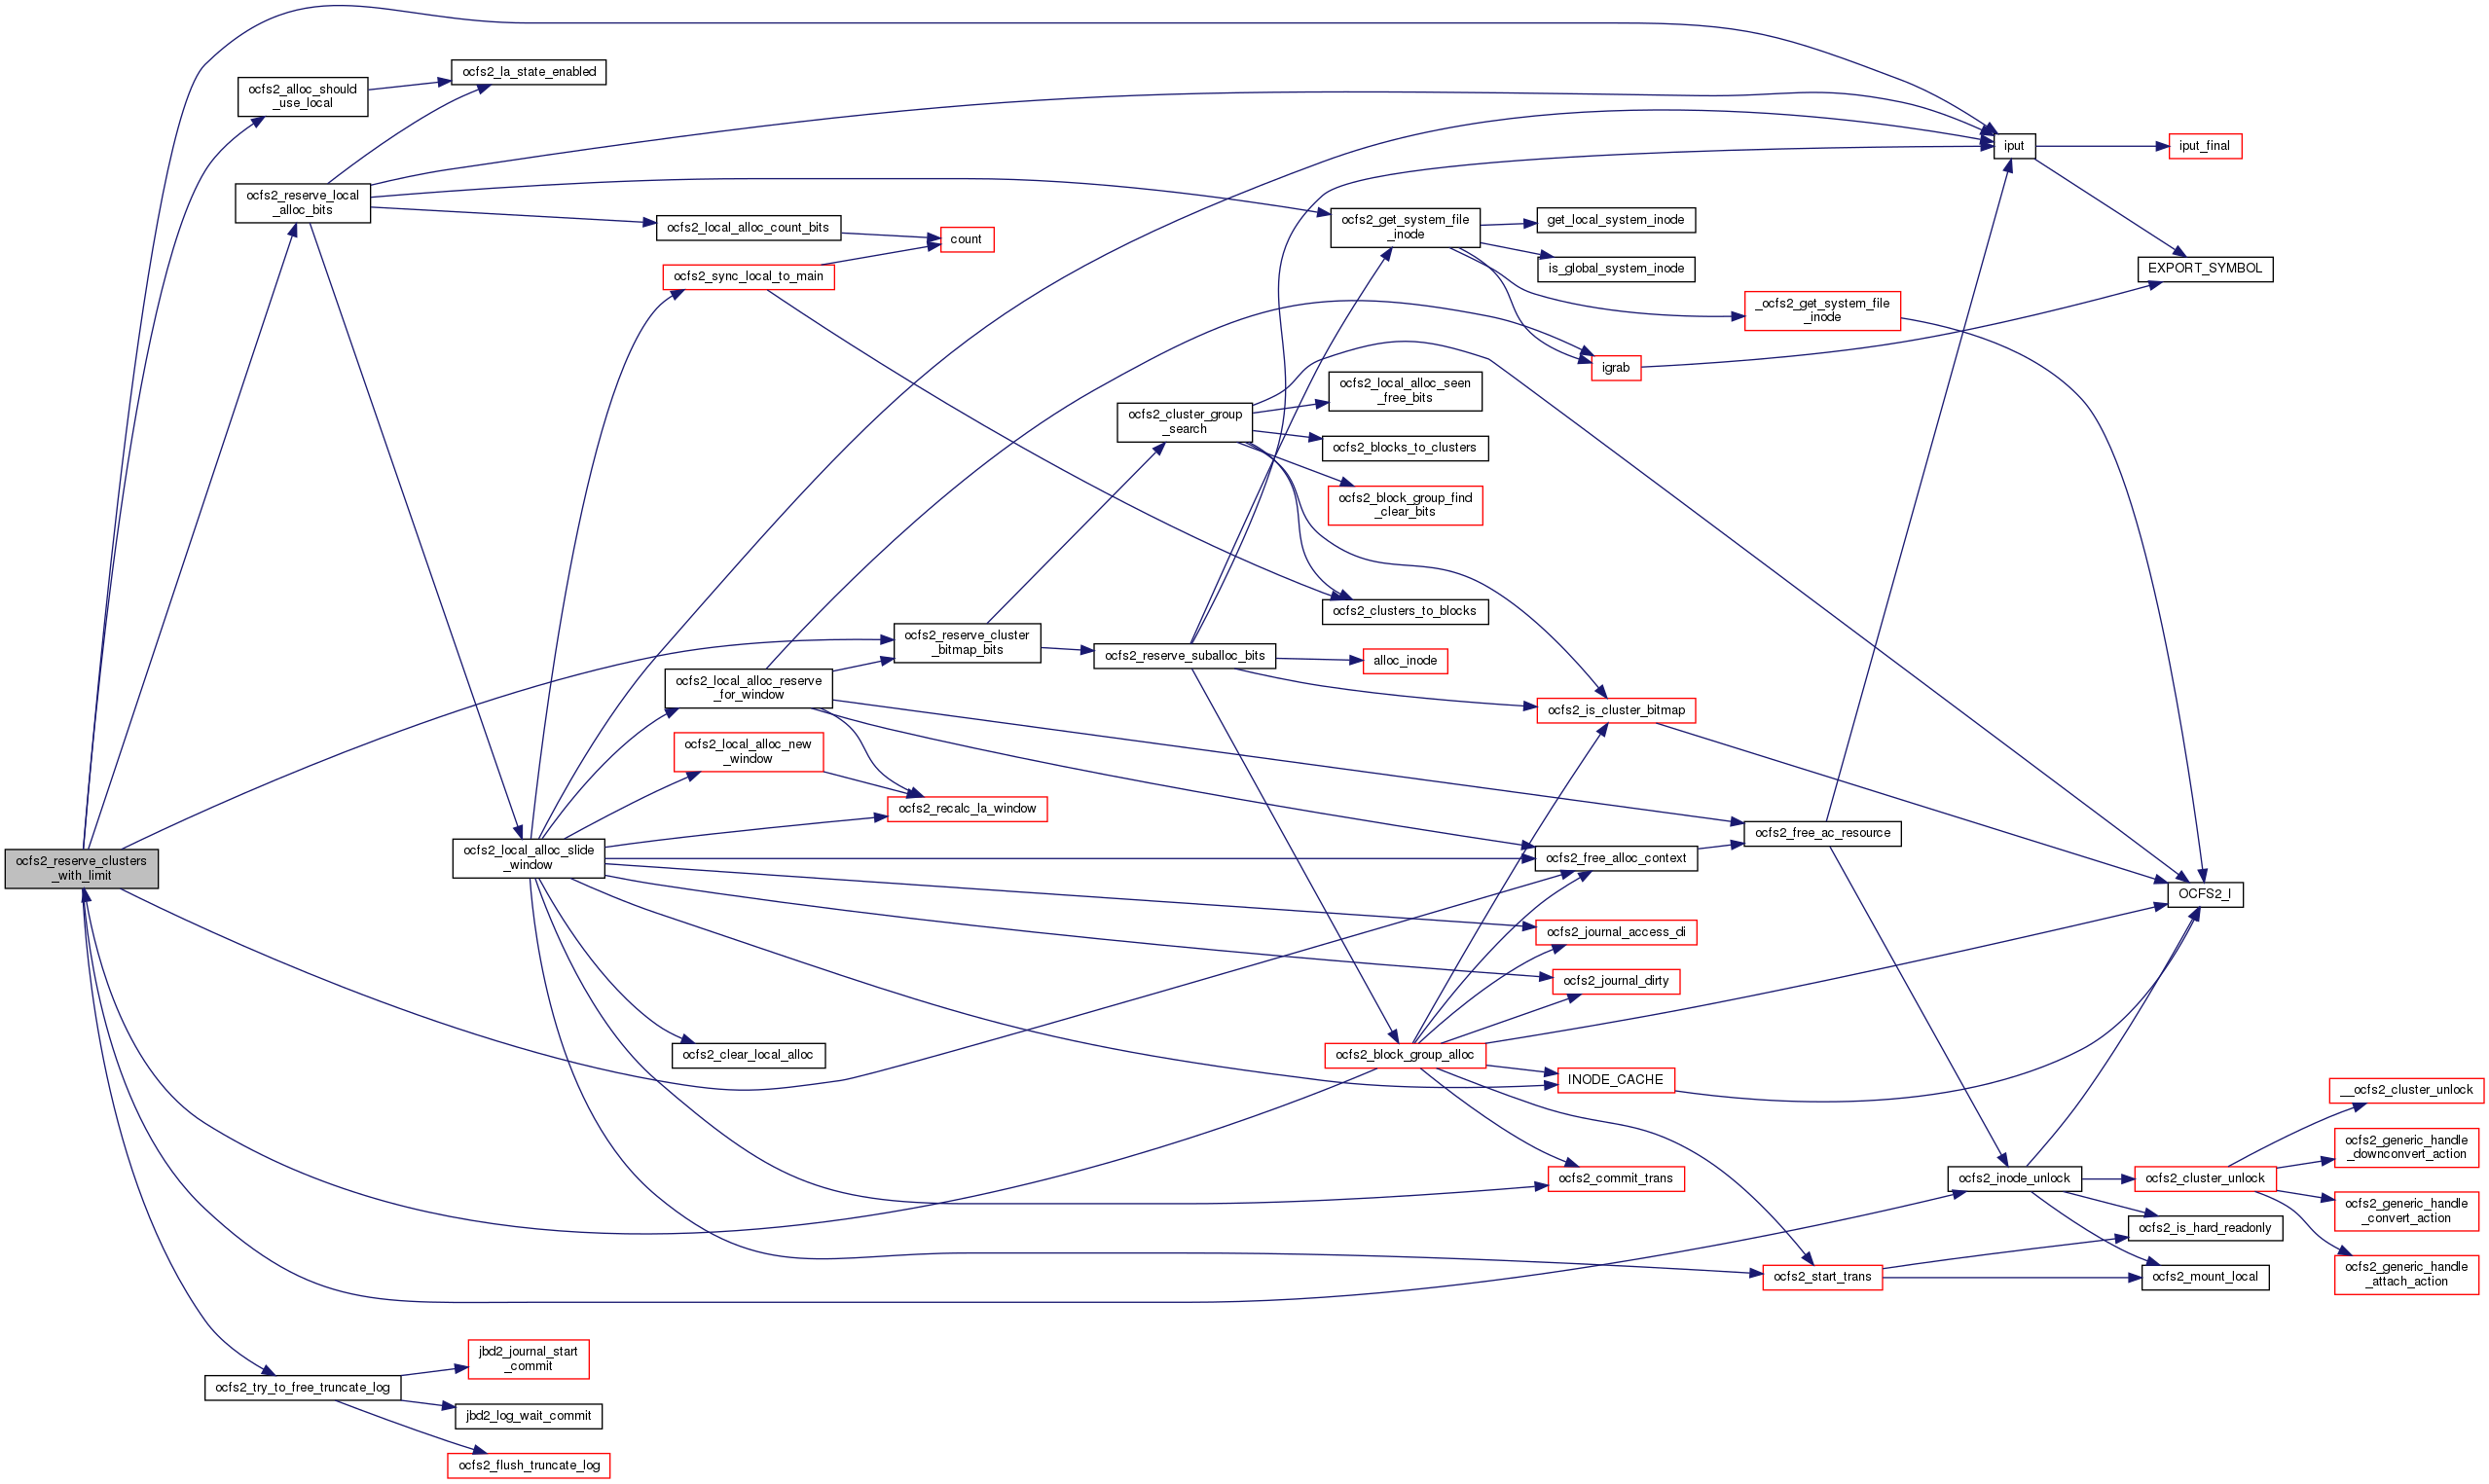 ocfs2_la_state_enabled
ocfs2_alloc_should
_use_local
iput
iput_final
ocfs2_reserve_local
_alloc_bits
ocfs2_local_alloc_count_bits
count
ocfs2_get_system_file
_inode
get_local_system_inode
is_global_system_inode
EXPORT_SYMBOL
ocfs2_sync_local_to_main
_ocfs2_get_system_file
_inode
igrab
ocfs2_local_alloc_seen
_free_bits
ocfs2_cluster_group
_search
ocfs2_blocks_to_clusters
ocfs2_block_group_find
_clear_bits
ocfs2_clusters_to_blocks
ocfs2_reserve_cluster
_bitmap_bits
ocfs2_reserve_suballoc_bits
alloc_inode
ocfs2_local_alloc_reserve
_for_window
ocfs2_is_cluster_bitmap
ocfs2_local_alloc_new
_window
ocfs2_recalc_la_window
ocfs2_free_ac_resource
ocfs2_reserve_clusters
_with_limit
ocfs2_local_alloc_slide
_window
ocfs2_free_alloc_context
OCFS2_I
ocfs2_journal_access_di
ocfs2_journal_dirty
ocfs2_clear_local_alloc
ocfs2_block_group_alloc
INODE_CACHE
__ocfs2_cluster_unlock
ocfs2_generic_handle
_downconvert_action
ocfs2_commit_trans
ocfs2_inode_unlock
ocfs2_cluster_unlock
ocfs2_generic_handle
_convert_action
ocfs2_is_hard_readonly
ocfs2_start_trans
ocfs2_mount_local
ocfs2_generic_handle
_attach_action
jbd2_journal_start
_commit
ocfs2_try_to_free_truncate_log
jbd2_log_wait_commit
ocfs2_flush_truncate_log